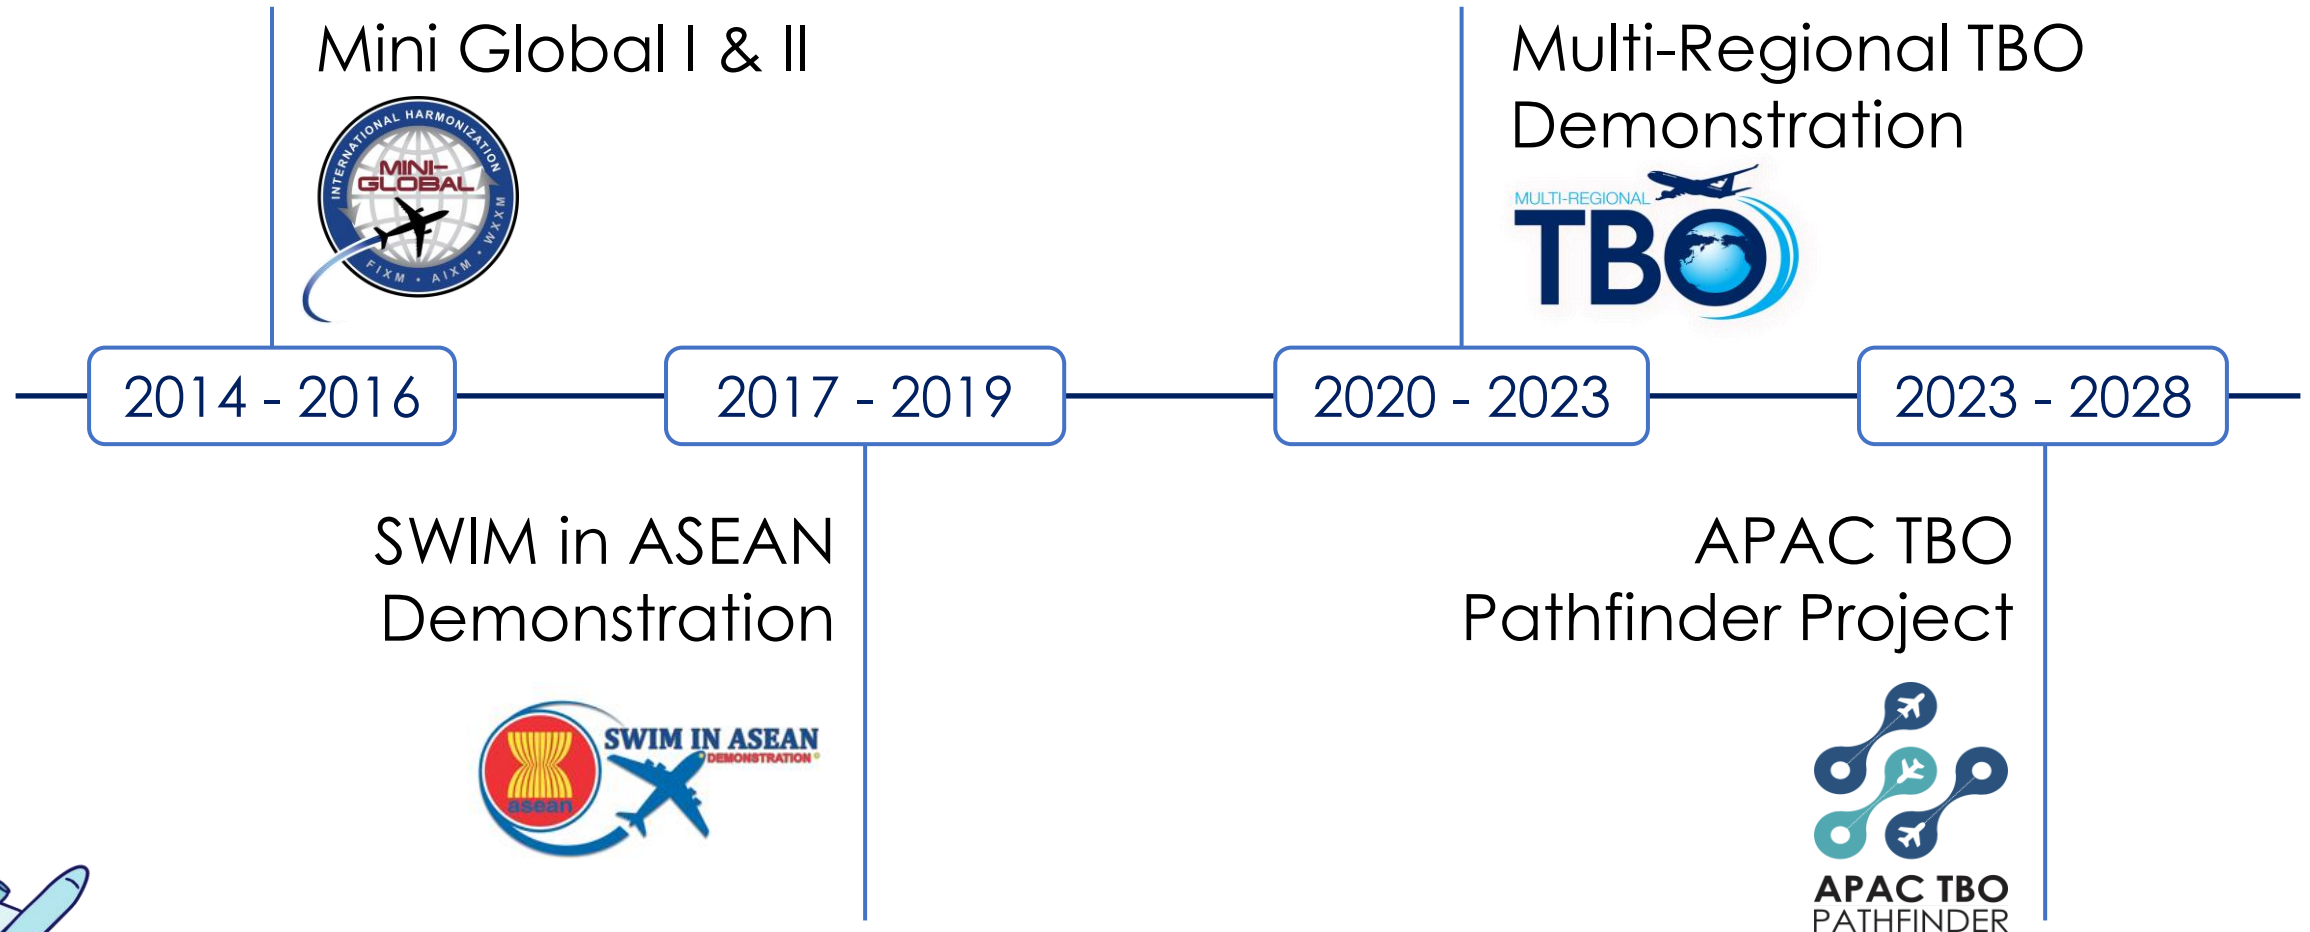 Mini Global I & II
INTERNATIONAL HARMONIZATION
MINI-
GLOBAL
FIXM • AIXM • WXXM
Multi-Regional TBO
Demonstration
MULTI-REGIONAL
TBO
2014 - 2016
2017 - 2019
2020 - 2023
2023 - 2028
SWIM in ASEAN
Demonstration
SWIM IN ASEAN
DEMONSTRATION
asean
APAC TBO
Pathfinder Project
APAC TBO
PATHFINDER